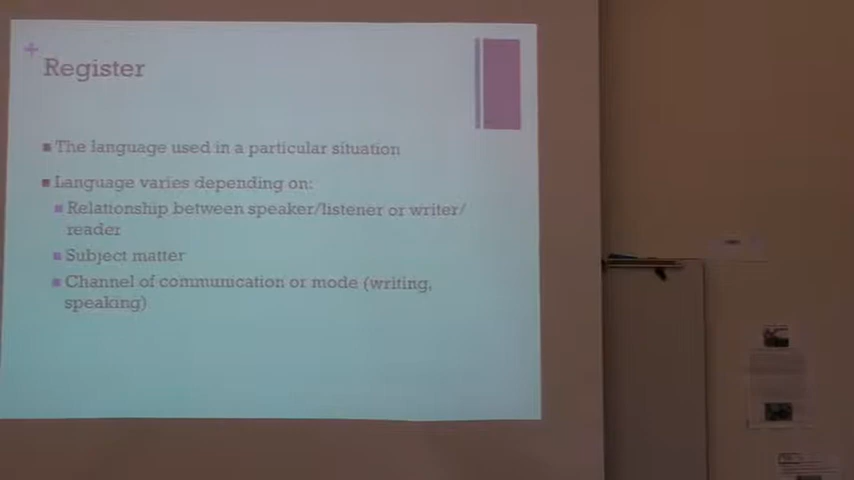 +
Register
The language used in a particular situation
Language varies depending on:
Relationship between speaker/listener or writer/
reader
Subject matter
Channel of communication or mode (writing,
speaking)